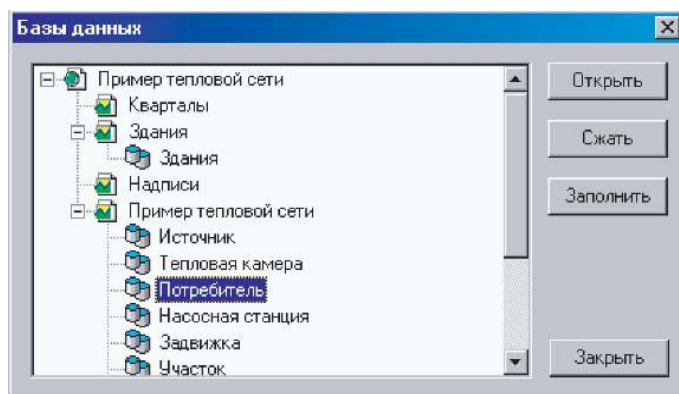 Базы данных
Пример тепловой сети
Кварталы
Здания
Здания
Надписи
Пример тепловой сети
Источник
Тепловая камера
Потребитель
Насосная станция
Задвижка
Участок
Открыть
Сжать
Заполнить
Закрыть